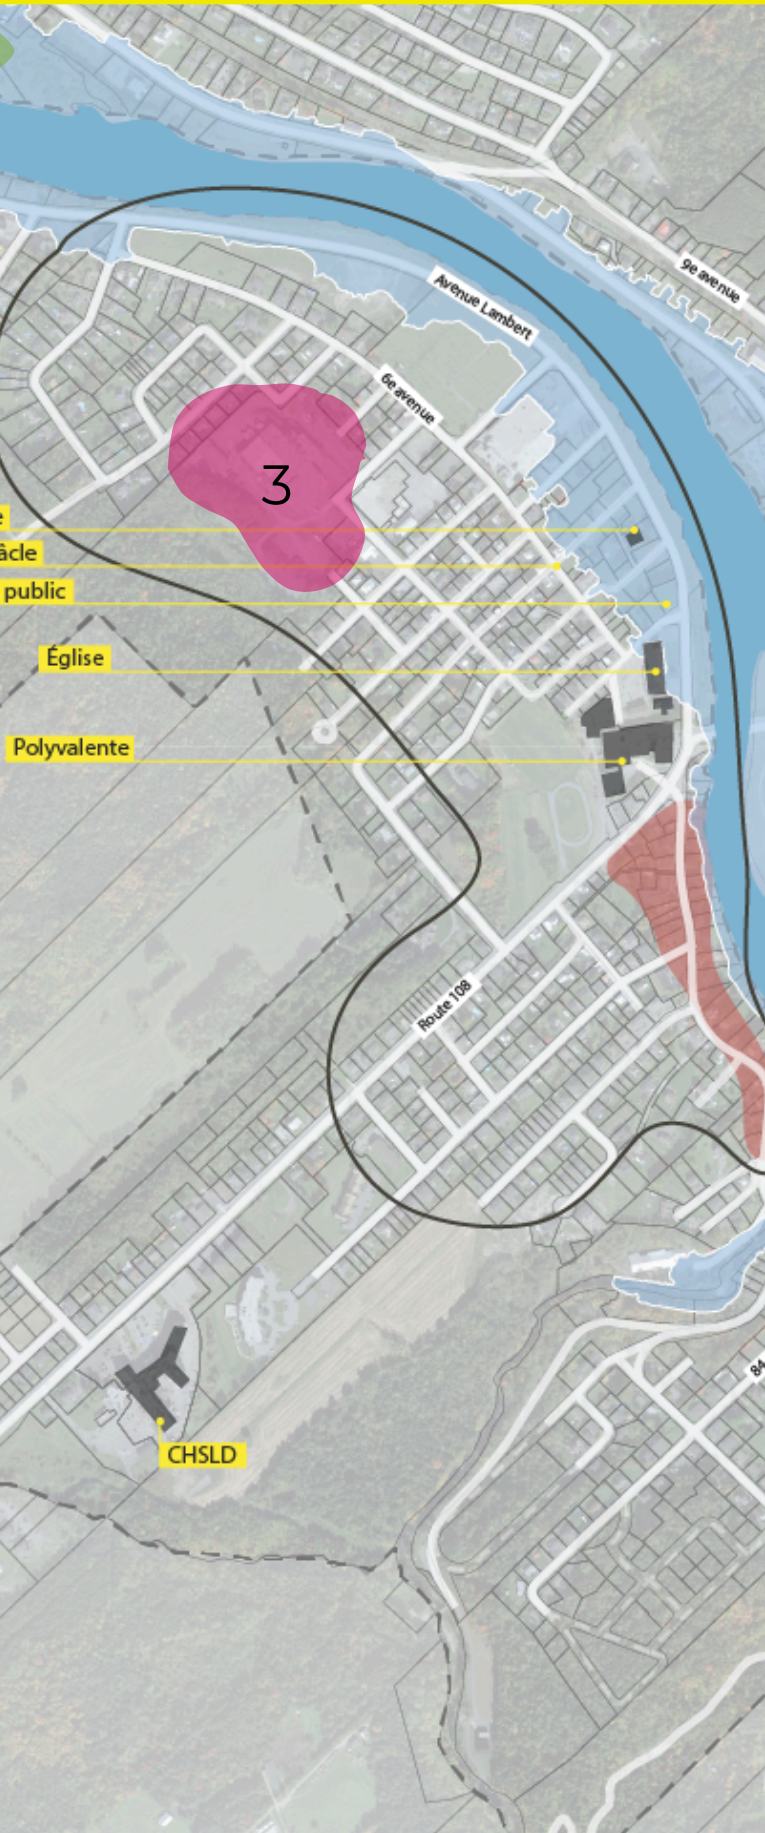 9e avenue
Avenue Lambert
6e avenue
3
e
âcle
public
Église
Polyvalente
Route 108
84
CHSLD